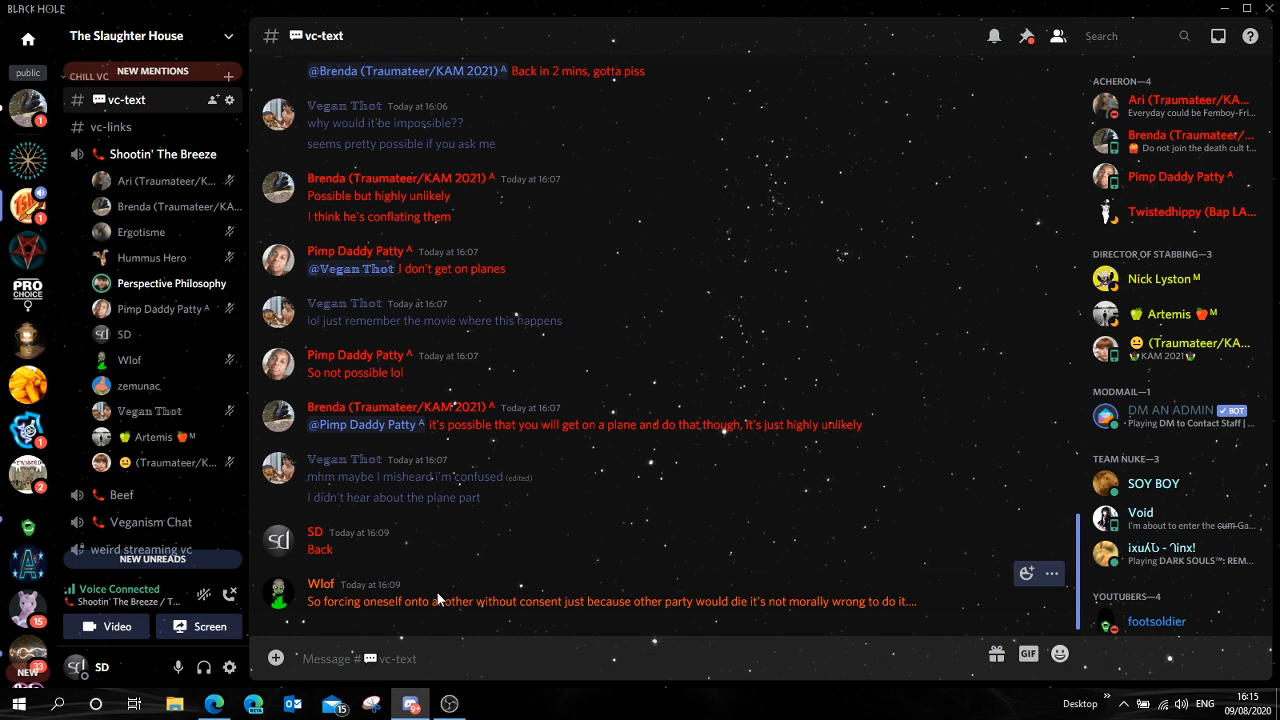 BLACK HOLE
The Slaughter House
vc-text
Search
public
CHILL VC
NEW MENTIONS
vc-text
vc-links
Shootin' The Breeze
Ari (Traumateer/K...
Brenda (Traumateer/KA...
Ergotisme
Hummus Hero
Perspective Philosophy
Pimp Daddy Patty ^
SD
Wlof
zemunac
Vegan Thot
🍏 Artemis 🍎 M
😐 (Traumateer/K...
Beef
Veganism Chat
weird streaming vc
NEW UNREADS
Voice Connected
Shootin' The Breeze / T...
Video
Screen
SD
PRO
CHOICE
1
1
1
2
15
33
NEW
@Brenda (Traumateer/KAM 2021) ^ Back in 2 mins, gotta piss
Vegan Thot Today at 16:06
why would it be impossible??
seems pretty possible if you ask me
Brenda (Traumateer/KAM 2021) ^ Today at 16:07
Possible but highly unlikely
I think he's conflating them
Pimp Daddy Patty ^ Today at 16:07
@Vegan Thot I don't get on planes
Vegan Thot Today at 16:07
lol just remember the movie where this happens
Pimp Daddy Patty ^ Today at 16:07
So not possible lol
Brenda (Traumateer/KAM 2021) ^ Today at 16:07
@Pimp Daddy Patty ^ it's possible that you will get on a plane and do that though, it's just highly unlikely
Vegan Thot Today at 16:07
mhm maybe I misheard i'm confused (edited)
I didn't hear about the plane part
SD Today at 16:09
Back
Wlof Today at 16:09
So forcing oneself onto another without consent just because other party would die it's not morally wrong to do it....
Message # vc-text
GIF
ACHERON—4
Ari (Traumateer/KA...
Everyday could be Femboy-Fri...
Brenda (Traumateer/...
Do not join the death cult t...
Pimp Daddy Patty ^
Twistedhippy (Bap LA...
DIRECTOR OF STABBING—3
Nick Lyston M
🍏 Artemis 🍎 M
😐 (Traumateer/KA...
KAM 2021
MODMAIL—1
DM AN ADMIN ✓ BOT
Playing DM to Contact Staff | ...
TEAM NUKE—3
SOY BOY
Void
I'm about to enter the cum Ga...
Playing DARK SOULS™: REM...
YOUTUBERS—4
footsoldier
BETA
15
9+
Desktop
ENG
16:15
09/08/2020